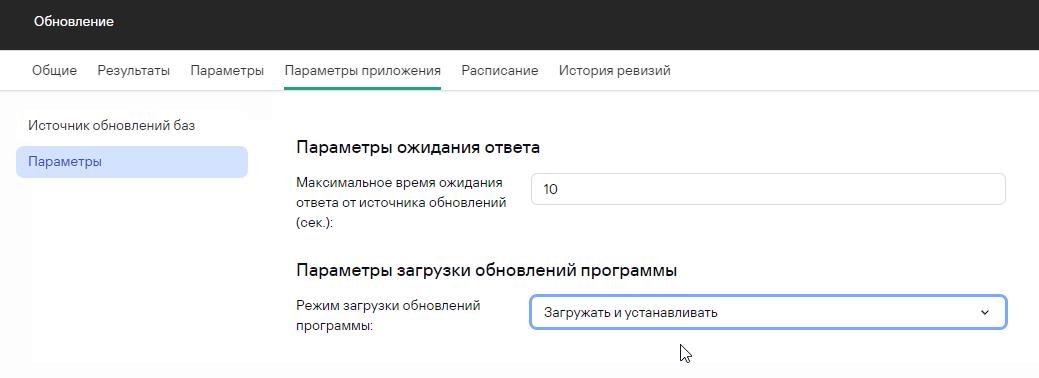 Обновление
Общие Результаты Параметры Параметры приложения Расписание История ревизий
Источник обновлений баз
Параметры
Параметры ожидания ответа
Максимальное время ожидания
ответа от источника обновлений
(сек.):
10
Параметры загрузки обновлений программы
Режим загрузки обновлений
программы:
Загружать и устанавливать